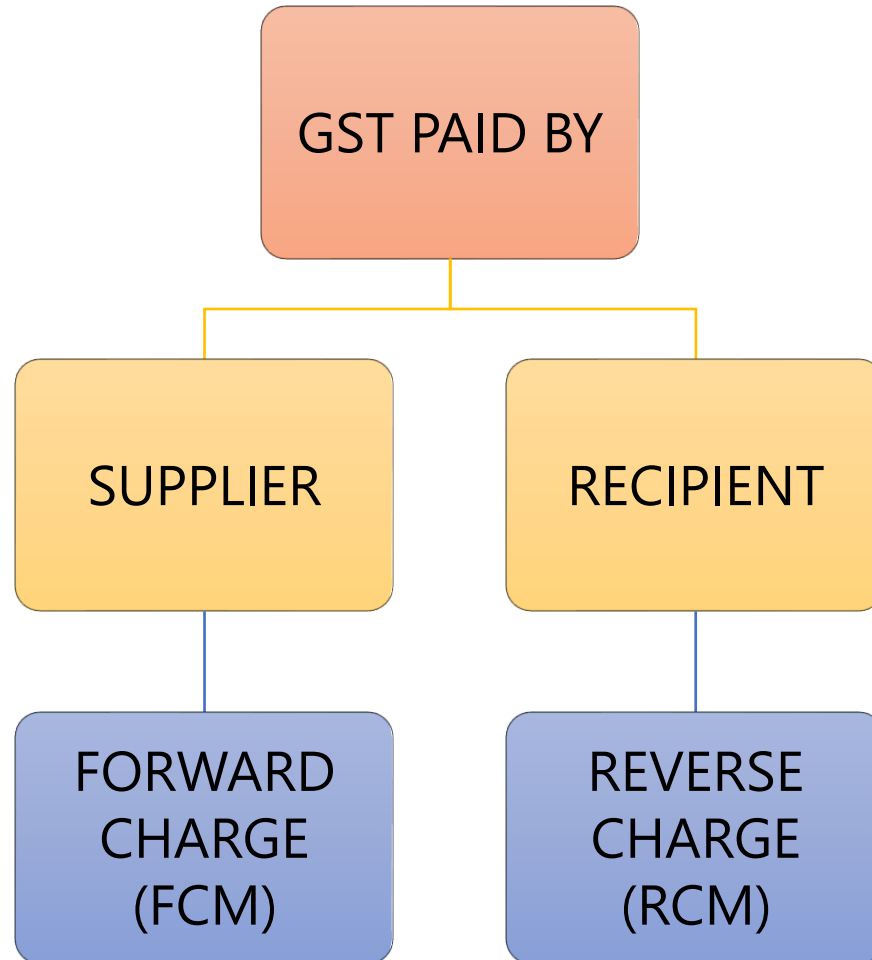 GST PAID BY
SUPPLIER
RECIPIENT
FORWARD
CHARGE
(FCM)
REVERSE
CHARGE
(RCM)